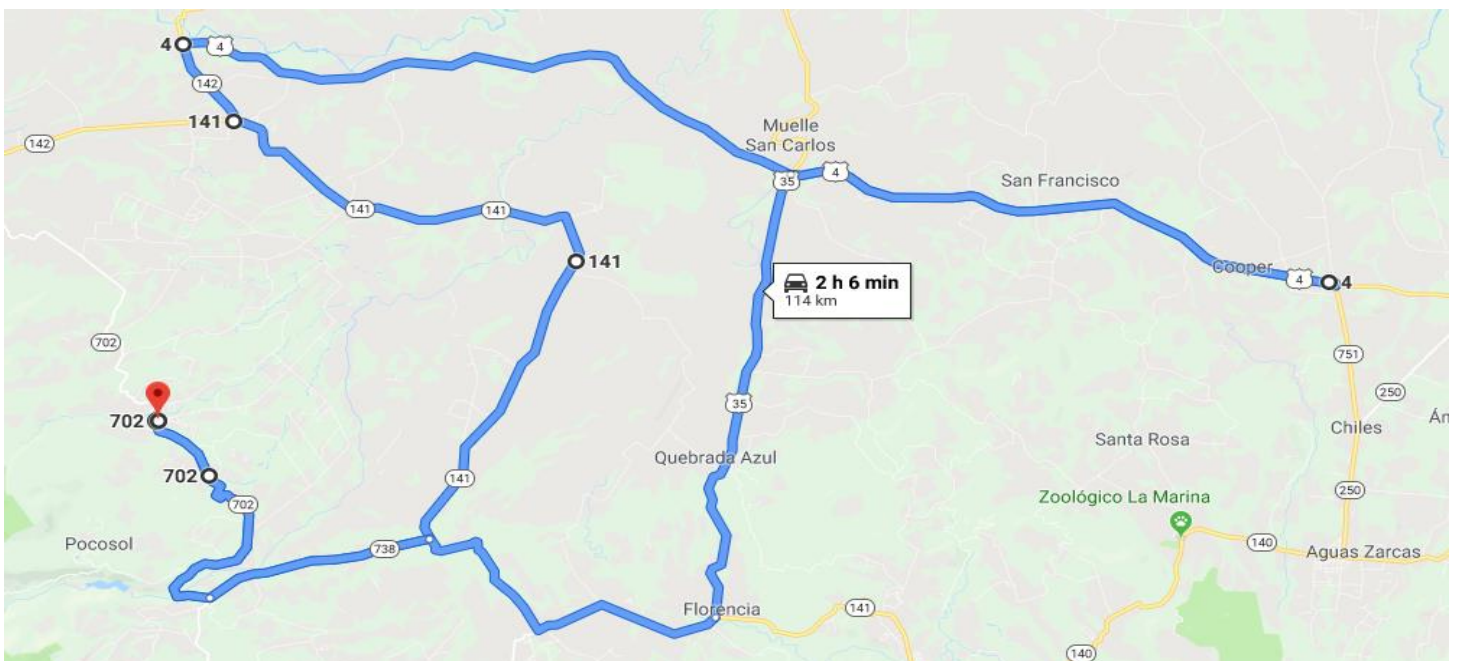 4
4
142
141
142
Muelle
San Carlos
35
4
San Francisco
141
141
141
Cooper
4
4
2 h 6 min
114 km
702
751
250
35
702
Chiles
Án
Santa Rosa
Quebrada Azul
702
141
250
Zoológico La Marina
702
Pocosol
738
140
Aguas Zarcas
Florencia
141
140